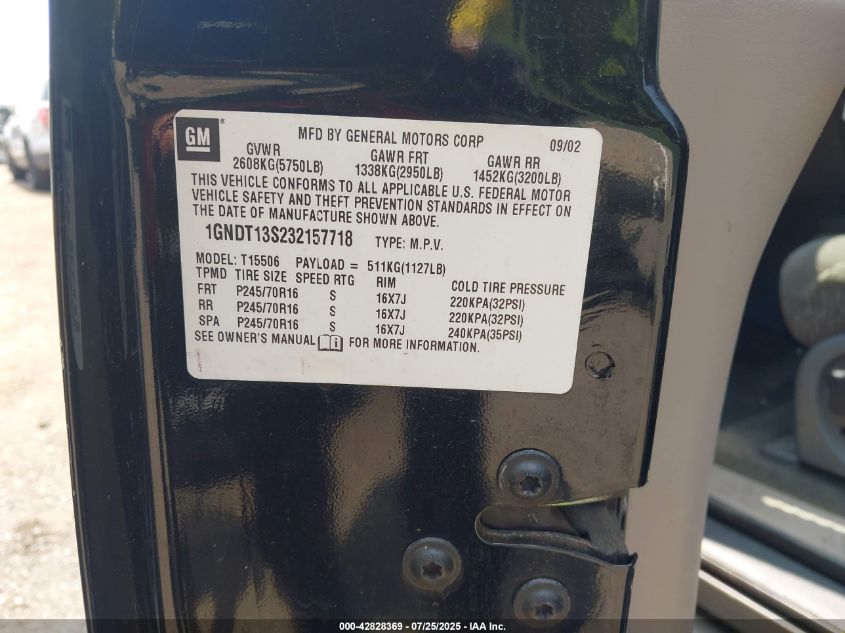 GM
MFD BY GENERAL MOTORS CORP 09/02
GVWR GAWR FRT GAWR RR
2608KG(5750LB) 1338KG(2950LB) 1452KG(3200LB)
THIS VEHICLE CONFORMS TO ALL APPLICABLE U.S. FEDERAL MOTOR
VEHICLE SAFETY AND THEFT PREVENTION STANDARDS IN EFFECT ON
THE DATE OF MANUFACTURE SHOWN ABOVE.
1GNDT13S232157718 TYPE: M.P.V.
MODEL: T15506 PAYLOAD = 511KG(1127LB)
TPMD TIRE SIZE SPEED RTG RIM COLD TIRE PRESSURE
FRT P245/70R16 S 16X7J 220KPA(32PSI)
RR P245/70R16 S 16X7J 220KPA(32PSI)
SPA P245/70R16 S 16X7J 240KPA(35PSI)
SEE OWNER'S MANUAL FOR MORE INFORMATION.
000-42828369 - 07/25/2025 - IAA, Inc.